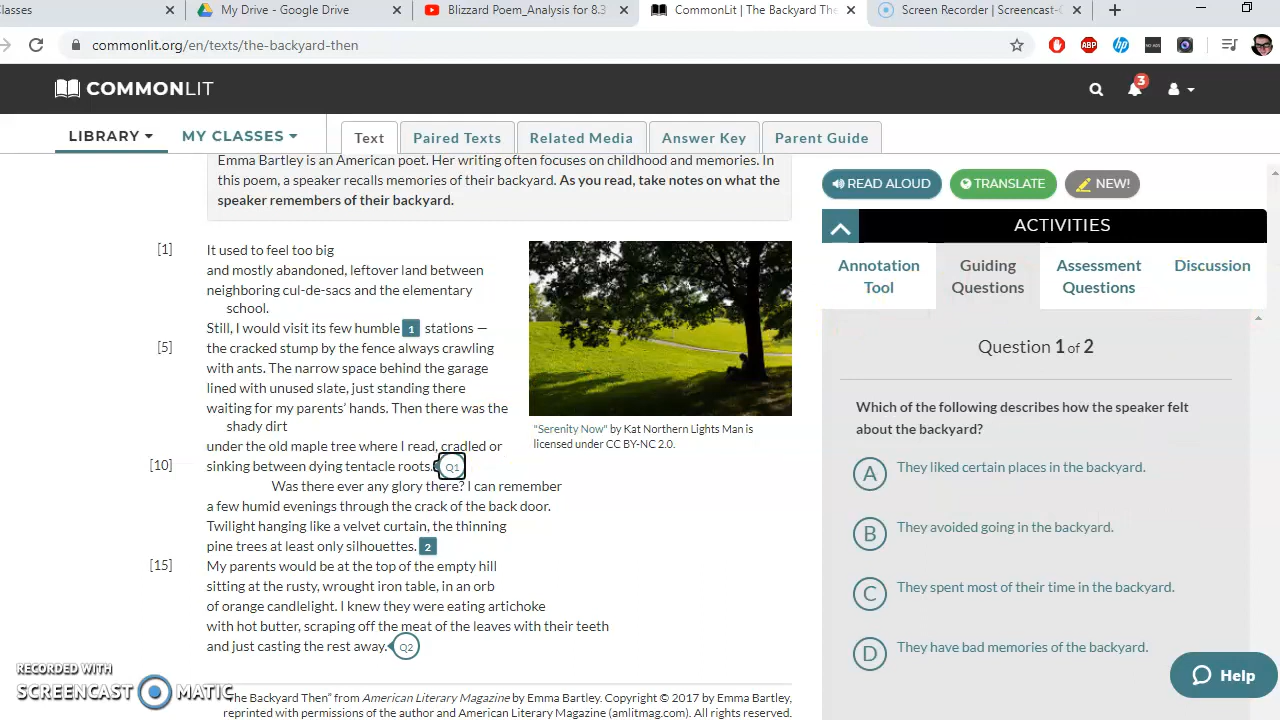 Classes
My Drive - Google Drive
Blizzard Poem_Analysis for 8.3
CommonLit | The Backyard The
Screen Recorder | Screencast-O
commonlit.org/en/texts/the-backyard-then
ABP
hp
COMMONLIT
3
LIBRARY
MY CLASSES
Text
Paired Texts
Related Media
Answer Key
Parent Guide
Emma Bartley is an American poet. Her writing often focuses on childhood and memories. In
this poem, a speaker recalls memories of their backyard. As you read, take notes on what the
speaker remembers of their backyard.
[1] It used to feel too big
and mostly abandoned, leftover land between
neighboring cul-de-sacs and the elementary
school.
Still, I would visit its few humble 1 stations —
[5] the cracked stump by the fence always crawling
with ants. The narrow space behind the garage
lined with unused slate, just standing there
waiting for my parents' hands. Then there was the
shady dirt
under the old maple tree where I read, cradled or
[10] sinking between dying tentacle roots. Q1
Was there ever any glory there? I can remember
a few humid evenings through the crack of the back door.
Twilight hanging like a velvet curtain, the thinning
pine trees at least only silhouettes. 2
[15] My parents would be at the top of the empty hill
sitting at the rusty, wrought iron table, in an orb
of orange candlelight. I knew they were eating artichoke
with hot butter, scraping off the meat of the leaves with their teeth
and just casting the rest away. Q2
"Serenity Now" by Kat Northern Lights Man is
licensed under CC BY-NC 2.0.
"The Backyard Then" from American Literary Magazine by Emma Bartley. Copyright © 2017 by Emma Bartley,
reprinted with permissions of the author and American Literary Magazine (amlitmag.com). All rights reserved.
READ ALOUD
TRANSLATE
NEW!
ACTIVITIES
Annotation
Tool
Guiding
Questions
Assessment
Questions
Discussion
Question 1 of 2
Which of the following describes how the speaker felt
about the backyard?
A They liked certain places in the backyard.
B They avoided going in the backyard.
C They spent most of their time in the backyard.
D They have bad memories of the backyard.
Help
RECORDED WITH
SCREENCAST MATIC